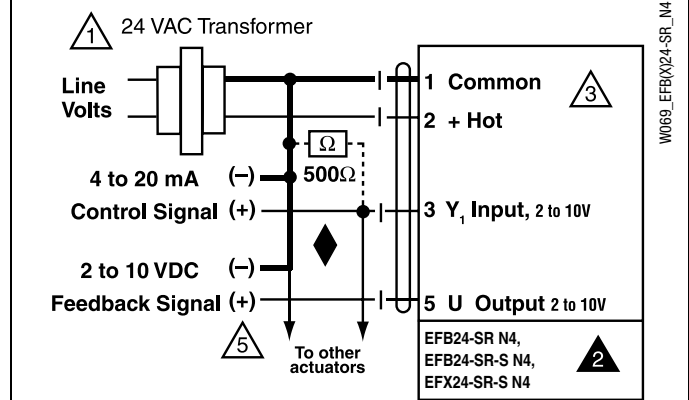 1 24 VAC Transformer
Line
Volts
1 Common
3
2 + Hot
Ω
500Ω
4 to 20 mA (–)
Control Signal (+)
3 Y1 Input, 2 to 10V
2 to 10 VDC (–)
Feedback Signal (+)
5 U Output 2 to 10V
5
To other
actuators
EFB24-SR N4,
EFB24-SR-S N4,
EFX24-SR-S N4
2
W069_EFB(X)24-SR_N4